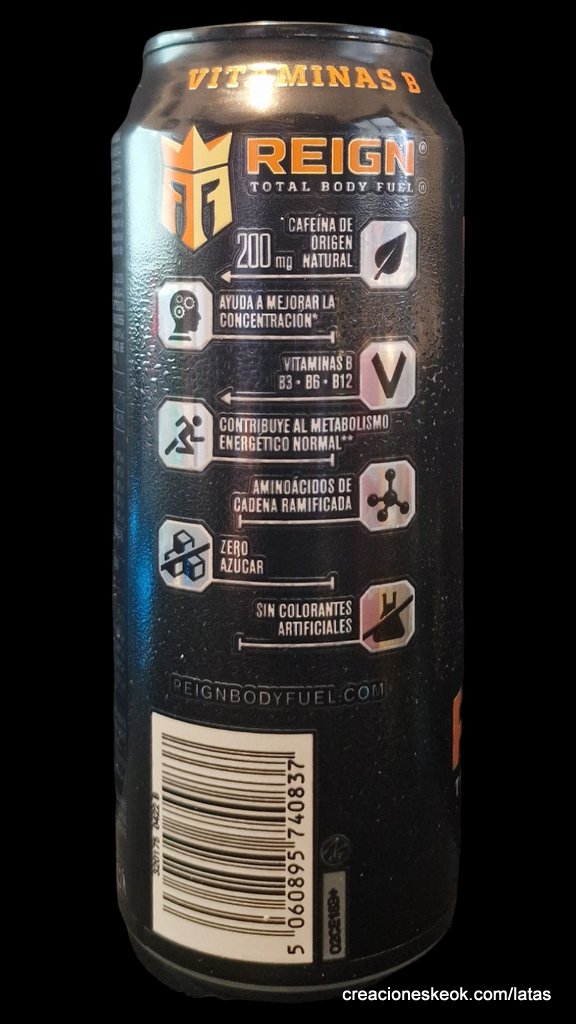 VITAMINAS B
REIGN®
TOTAL BODY FUEL®
200 mg
CAFEÍNA DE
ORIGEN
NATURAL
AYUDA A MEJORAR LA
CONCENTRACIÓN*
VITAMINAS B
B3 • B6 • B12
V
CONTRIBUYE AL METABOLISMO
ENERGÉTICO NORMAL**
AMINOÁCIDOS DE
CADENA RAMIFICADA
ZERO
AZÚCAR
SIN COLORANTES
ARTIFICIALES
REIGNBODYFUEL.COM
5 060895 740837
creacioneskeok.com/latas